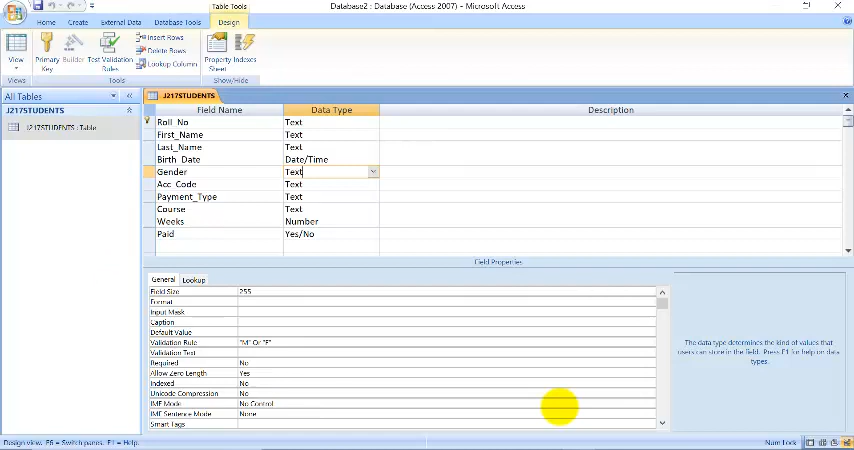 Table Tools
Database2 : Database (Access 2007) - Microsoft Access
Home Create External Data Database Tools Design
View
Primary Key
Builder
Test Validation Rules
Insert Rows
Delete Rows
Lookup Column
Property Sheet
Indexes
Views Tools Show/Hide
All Tables
J217STUDENTS
J217STUDENTS : Table
J217STUDENTS
Field Name Data Type Description
Roll_No Text
First_Name Text
Last_Name Text
Birth_Date Date/Time
Gender Text
Acc_Code Text
Payment_Type Text
Course Text
Weeks Number
Paid Yes/No
Field Properties
General Lookup
Field Size 255
Format
Input Mask
Caption
Default Value
Validation Rule "M" Or "F"
Validation Text
Required No
Allow Zero Length Yes
Indexed No
Unicode Compression No
IME Mode No Control
IME Sentence Mode None
Smart Tags
The data type determines the kind of values that
users can store in the field. Press F1 for help on data
types.
Design view. F6 = Switch panes. F1 = Help.
Num Lock